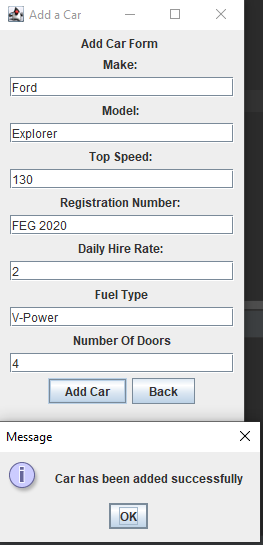 Add a Car
Add Car Form
Make:
Ford
Model:
Explorer
Top Speed:
130
Registration Number:
FEG 2020
Daily Hire Rate:
2
Fuel Type
V-Power
Number Of Doors
4
Add Car Back
Message
Car has been added successfully
OK